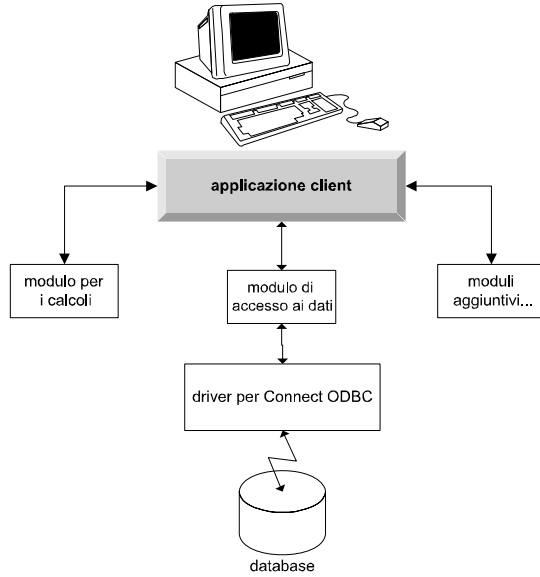 applicazione client
modulo per
i calcoli
modulo di
accesso ai dati
moduli
aggiuntivi...
driver per Connect ODBC
database